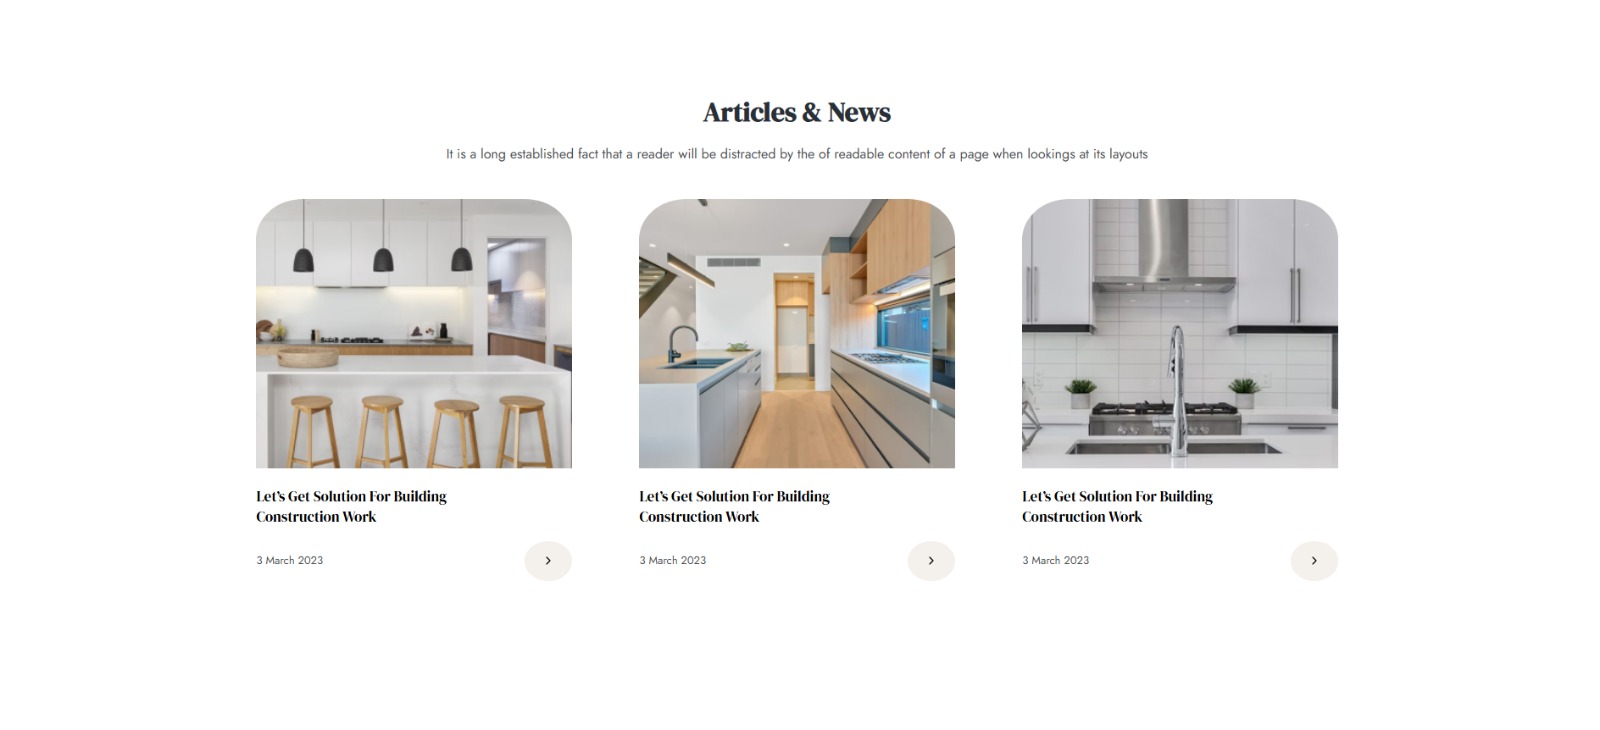 Articles & News
It is a long established fact that a reader will be distracted by the of readable content of a page when lookings at its layouts
Let's Get Solution For Building
Construction Work
3 March 2023
Let's Get Solution For Building
Construction Work
3 March 2023
Let's Get Solution For Building
Construction Work
3 March 2023